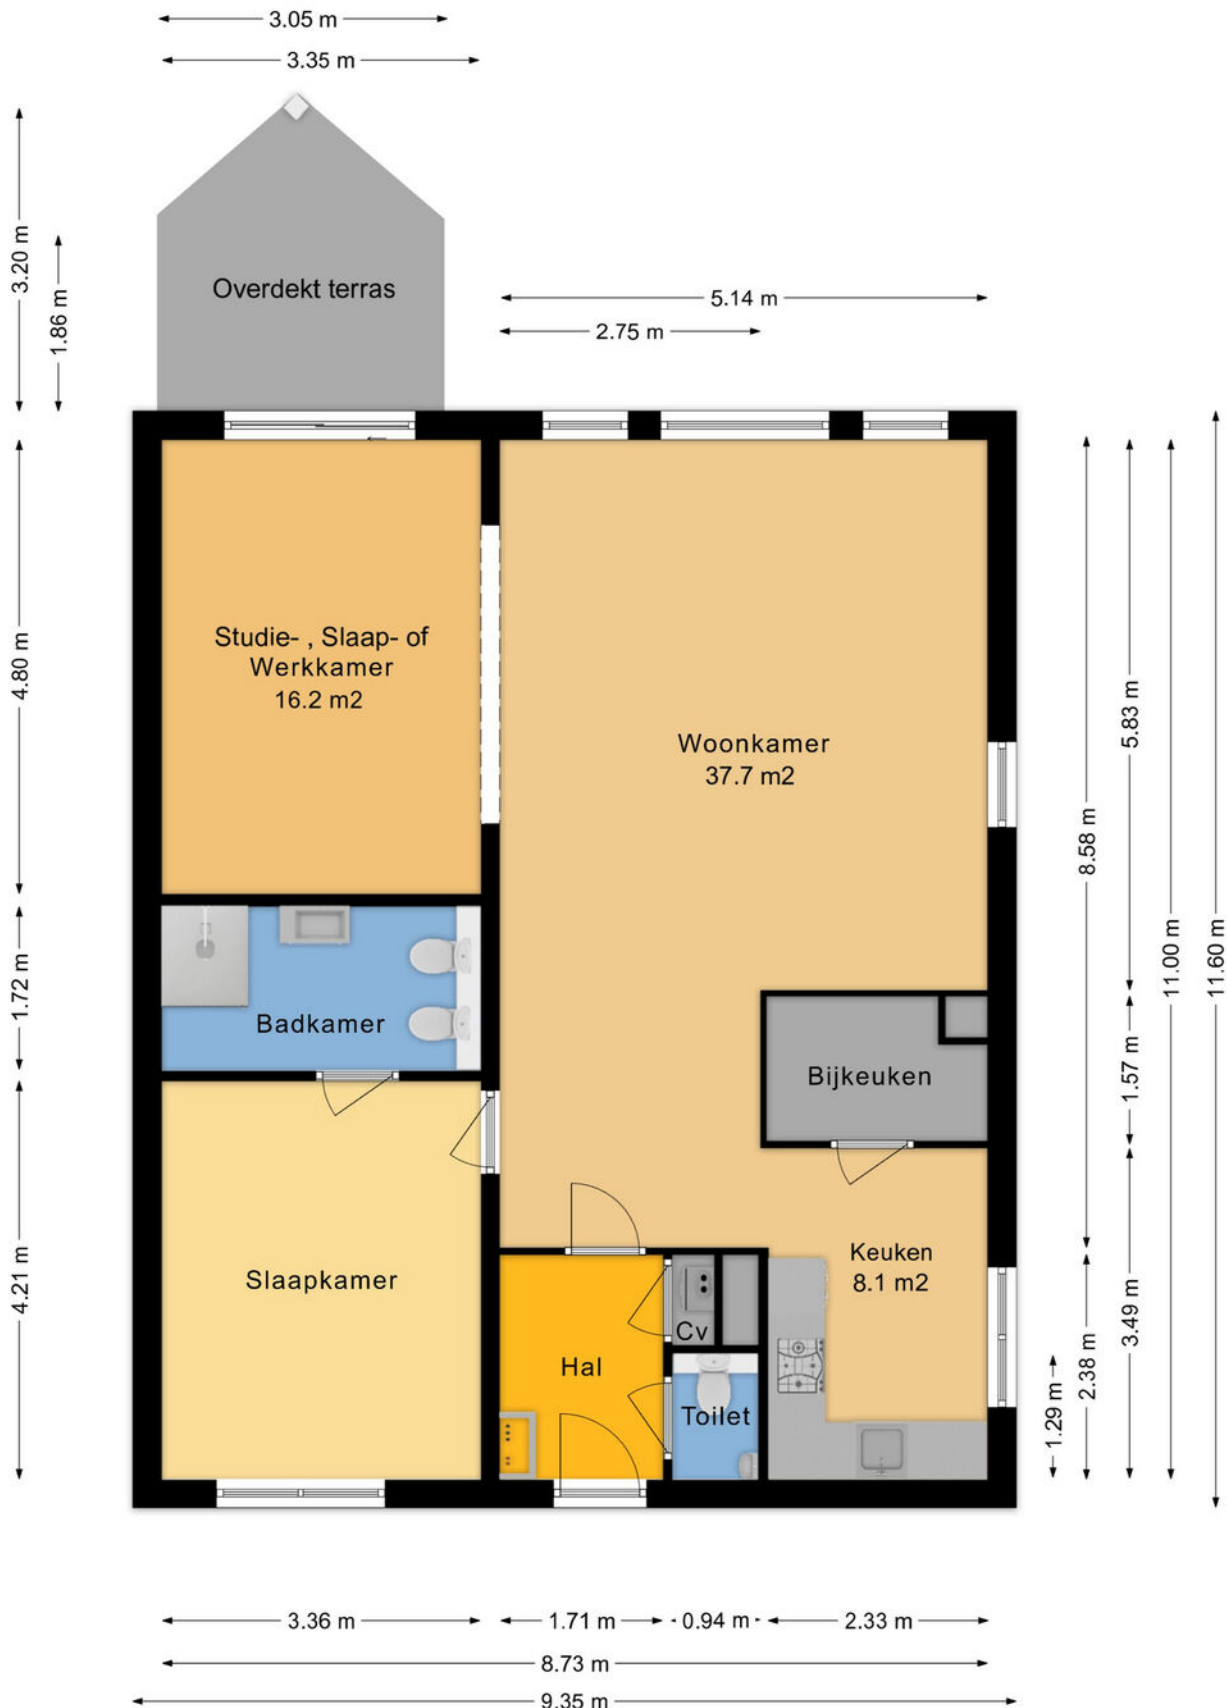 3.05 m
3.35 m
3.20 m
1.86 m
Overdekt terras
5.14 m
2.75 m
4.80 m
Studie- , Slaap- of
Werkkamer
16.2 m2
Woonkamer
37.7 m2
5.83 m
8.58 m
11.00 m
11.60 m
1.72 m
Badkamer
Bijkeuken
1.57 m
4.21 m
Slaapkamer
Keuken
8.1 m2
Cv
Hal
Toilet
3.49 m
2.38 m
1.29 m
3.36 m
1.71 m
0.94 m
2.33 m
8.73 m
9.35 m